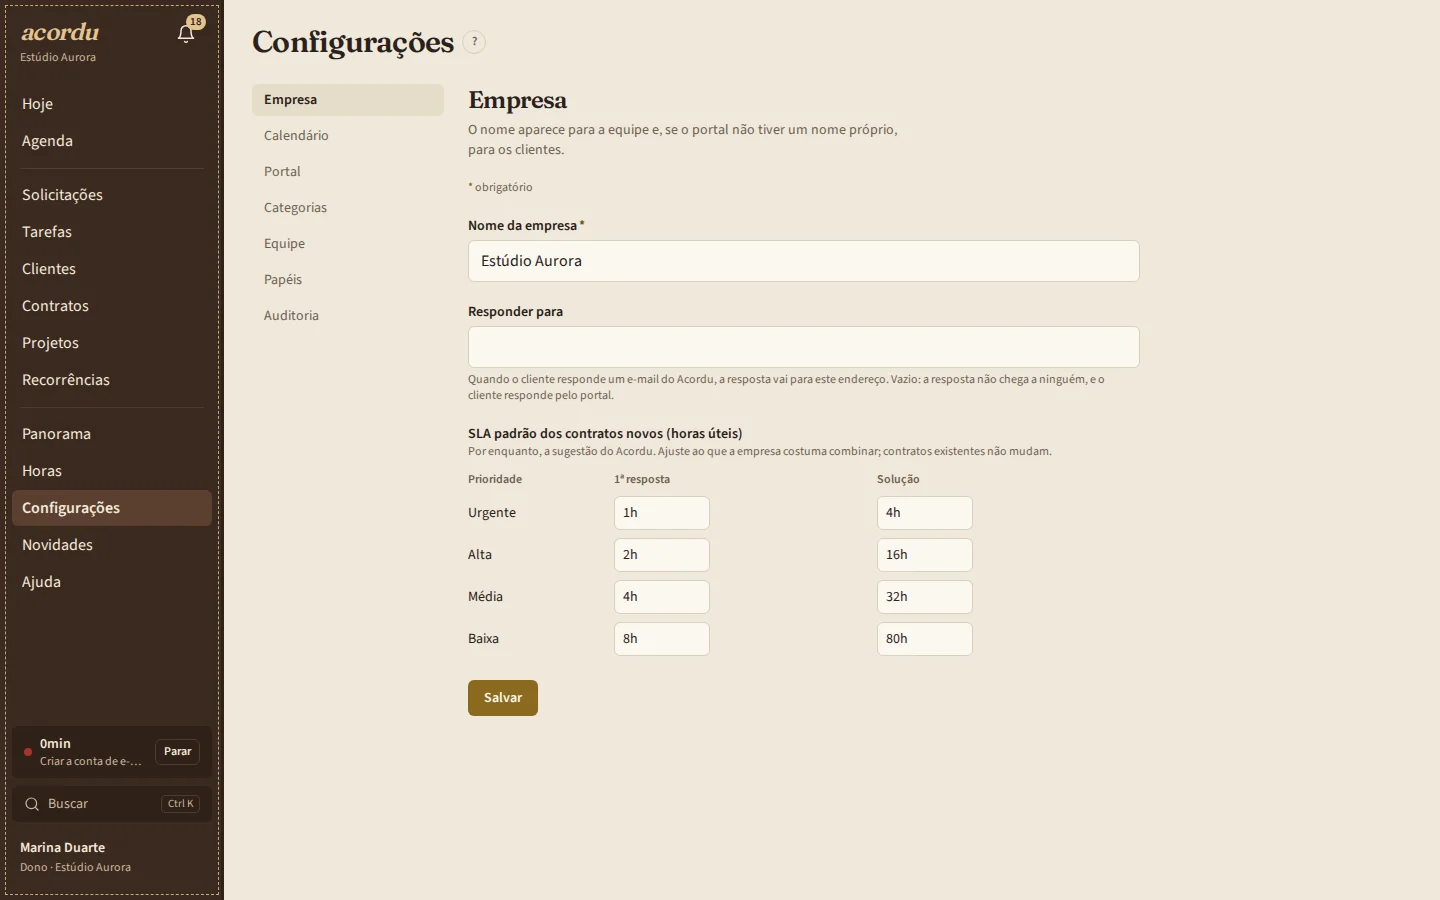 acordu
18
Estúdio Aurora
Hoje
Agenda
Solicitações
Tarefas
Clientes
Contratos
Projetos
Recorrências
Panorama
Horas
Configurações
Novidades
Ajuda
0min
Criar a conta de e-...
Parar
Buscar
Ctrl K
Marina Duarte
Dono · Estúdio Aurora
Configurações
?
Empresa
Calendário
Portal
Categorias
Equipe
Papéis
Auditoria
Empresa
O nome aparece para a equipe e, se o portal não tiver um nome próprio,
para os clientes.
* obrigatório
Nome da empresa *
Estúdio Aurora
Responder para
Quando o cliente responde um e-mail do Acordu, a resposta vai para este endereço. Vazio: a resposta não chega a ninguém, e o
cliente responde pelo portal.
SLA padrão dos contratos novos (horas úteis)
Por enquanto, a sugestão do Acordu. Ajuste ao que a empresa costuma combinar; contratos existentes não mudam.
Prioridade 1ª resposta Solução
Urgente 1h 4h
Alta 2h 16h
Média 4h 32h
Baixa 8h 80h
Salvar